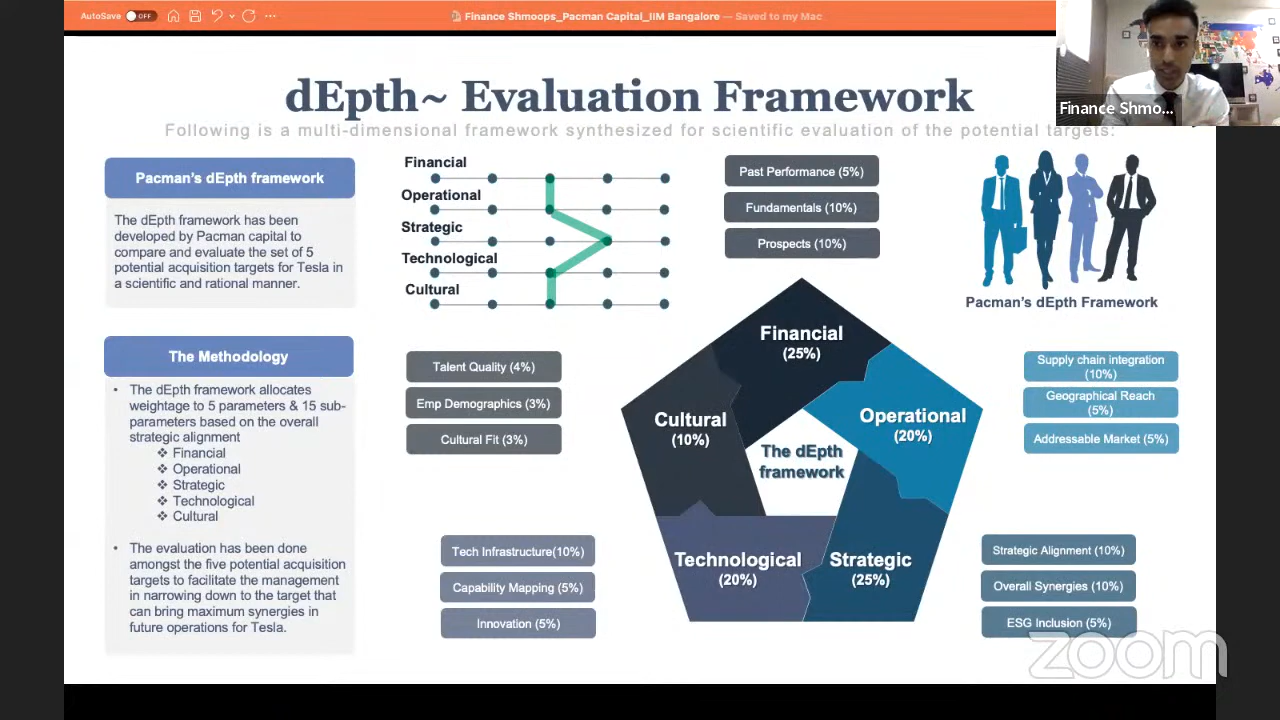 AutoSave OFF
Finance Shmoops_Pacman Capital_IIM Bangalore — Saved to my Mac
Finance Shmo...
dEpth~ Evaluation Framework
Following is a multi-dimensional framework synthesized for scientific evaluation of the potential targets:
Pacman's dEpth framework
The dEpth framework has been
developed by Pacman capital to
compare and evaluate the set of 5
potential acquisition targets for Tesla in
a scientific and rational manner.
The Methodology
• The dEpth framework allocates
weightage to 5 parameters & 15 sub-
parameters based on the overall
strategic alignment
❖ Financial
❖ Operational
❖ Strategic
❖ Technological
❖ Cultural
• The evaluation has been done
amongst the five potential acquisition
targets to facilitate the management
in narrowing down to the target that
can bring maximum synergies in
future operations for Tesla.
Financial
Operational
Strategic
Technological
Cultural
Past Performance (5%)
Fundamentals (10%)
Prospects (10%)
Pacman's dEpth Framework
Talent Quality (4%)
Emp Demographics (3%)
Cultural Fit (3%)
Financial
(25%)
Cultural
(10%)
Operational
(20%)
The dEpth
framework
Technological
(20%)
Strategic
(25%)
Supply chain integration
(10%)
Geographical Reach
(5%)
Addressable Market (5%)
Tech Infrastructure(10%)
Capability Mapping (5%)
Innovation (5%)
Strategic Alignment (10%)
Overall Synergies (10%)
ESG Inclusion (5%)
zoom